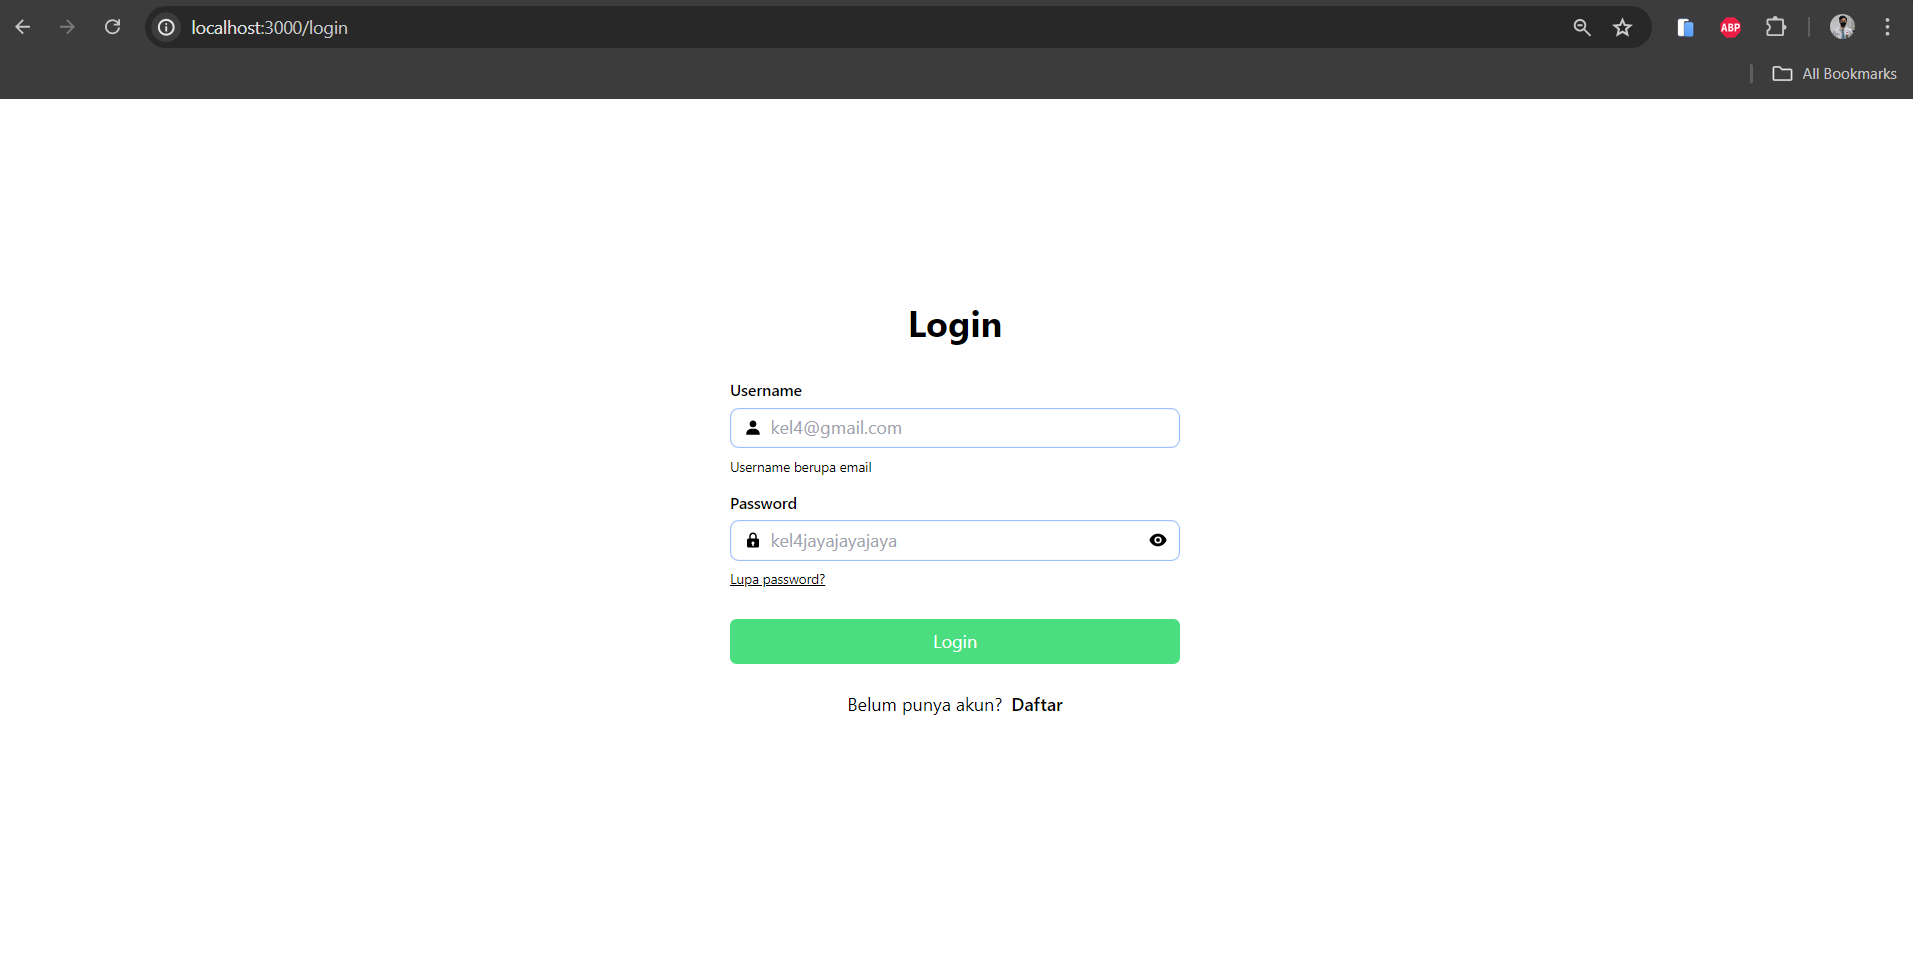 localhost:3000/login
ABP
All Bookmarks
Login
Username
kel4@gmail.com
Username berupa email
Password
kel4jayajayajaya
Lupa password?
Login
Belum punya akun? Daftar